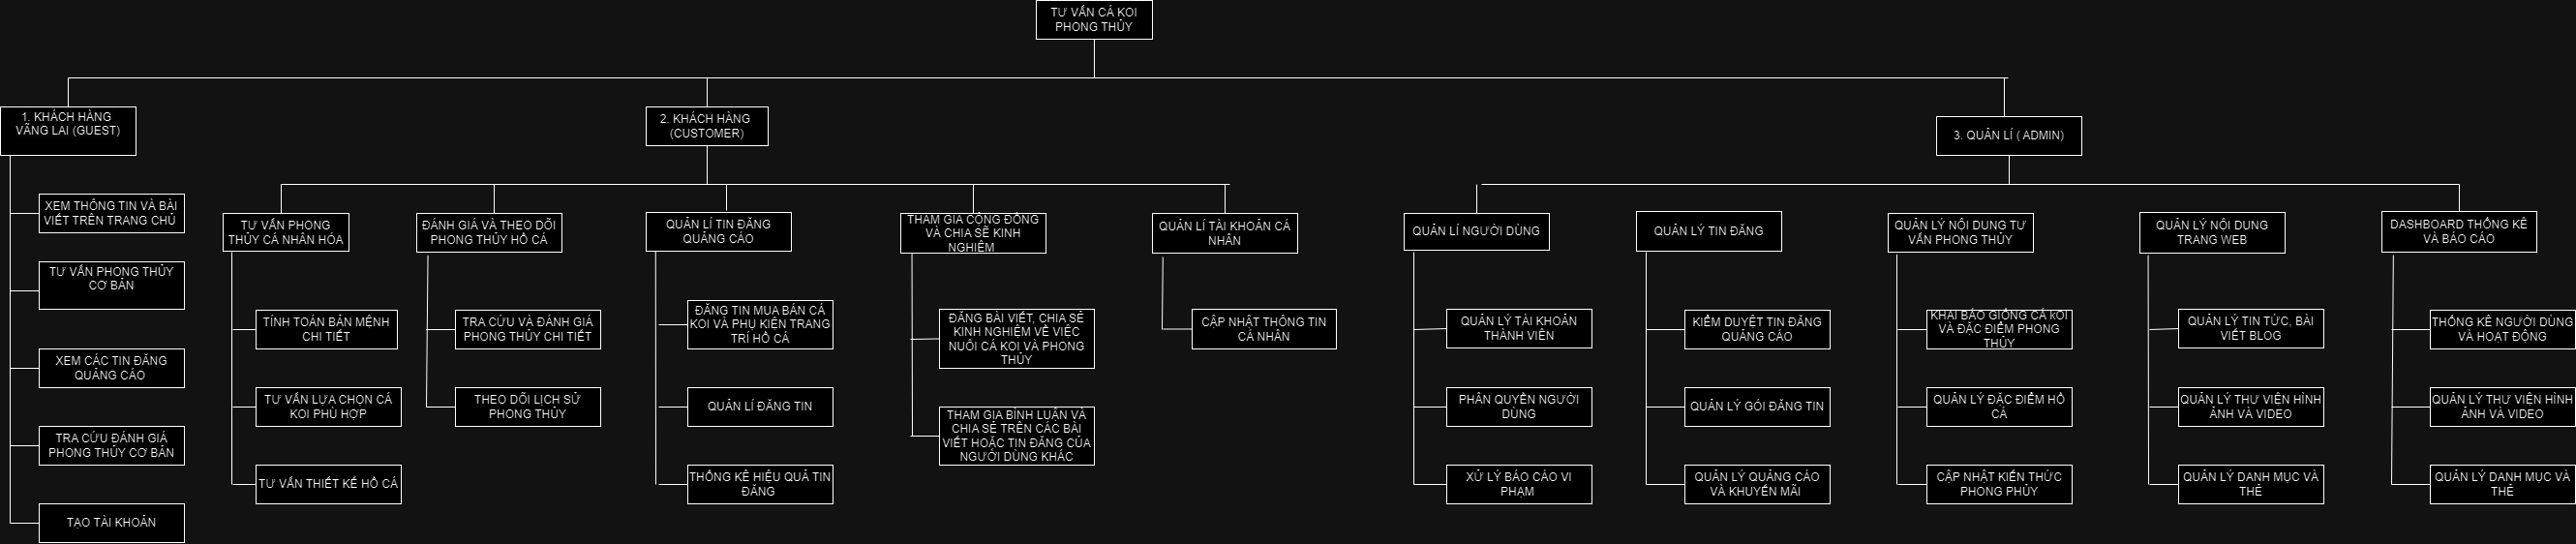 TƯ VẤN CÁ KOI
PHONG THỦY
1. KHÁCH HÀNG
VÃNG LAI (GUEST)
XEM THÔNG TIN VÀ BÀI
VIẾT TRÊN TRANG CHỦ
TƯ VẤN PHONG THỦY
CƠ BẢN
XEM CÁC TIN ĐĂNG
QUẢNG CÁO
TRA CỨU ĐÁNH GIÁ
PHONG THỦY CƠ BẢN
TẠO TÀI KHOẢN
2. KHÁCH HÀNG
(CUSTOMER)
TƯ VẤN PHONG
THỦY CÁ NHÂN HÓA
TÍNH TOÁN BẢN MỆNH
CHI TIẾT
TƯ VẤN LỰA CHỌN CÁ
KOI PHÙ HỢP
TƯ VẤN THIẾT KẾ HỒ CÁ
ĐÁNH GIÁ VÀ THEO DÕI
PHONG THỦY HỒ CÁ
TRA CỨU VÀ ĐÁNH GIÁ
PHONG THỦY CHI TIẾT
THEO DÕI LỊCH SỬ
PHONG THỦY
QUẢN LÍ TIN ĐĂNG
QUẢNG CÁO
ĐĂNG TIN MUA BÁN CÁ
KOI VÀ PHỤ KIỆN TRANG
TRÍ HỒ CÁ
QUẢN LÍ ĐĂNG TIN
THỐNG KÊ HIỆU QUẢ TIN
ĐĂNG
THAM GIA CỘNG ĐỒNG
VÀ CHIA SẼ KINH
NGHIỆM
ĐĂNG BÀI VIẾT, CHIA SẺ
KINH NGHIỆM VỀ VIỆC
NUÔI CÁ KOI VÀ PHONG
THỦY
THAM GIA BÌNH LUẬN VÀ
CHIA SẺ TRÊN CÁC BÀI
VIẾT HOẶC TIN ĐĂNG CỦA
NGƯỜI DÙNG KHÁC
QUẢN LÍ TÀI KHOẢN CÁ
NHÂN
CẬP NHẬT THÔNG TIN
CÁ NHÂN
3. QUẢN LÍ ( ADMIN)
QUẢN LÍ NGƯỜI DÙNG
QUẢN LÝ TÀI KHOẢN
THÀNH VIÊN
PHÂN QUYỀN NGƯỜI
DÙNG
XỬ LÝ BÁO CÁO VI
PHẠM
QUẢN LÝ TIN ĐĂNG
KIỂM DUYỆT TIN ĐĂNG
QUẢNG CÁO
QUẢN LÝ GÓI ĐĂNG TIN
QUẢN LÝ QUẢNG CÁO
VÀ KHUYẾN MÃI
QUẢN LÝ NỘI DUNG TƯ
VẤN PHONG THỦY
KHAI BÁO GIỐNG CÁ kOI
VÀ ĐẶC ĐIỂM PHONG
THỦY
QUẢN LÝ ĐẶC ĐIỂM HỒ
CÁ
CẬP NHẬT KIẾN THỨC
PHONG PHỦY
QUẢN LÝ NỘI DUNG
TRANG WEB
QUẢN LÝ TIN TỨC, BÀI
VIẾT BLOG
QUẢN LÝ THƯ VIỆN HÌNH
ẢNH VÀ VIDEO
QUẢN LÝ DANH MỤC VÀ
THẺ
DASHBOARD THỐNG KÊ
VÀ BÁO CÁO
THỐNG KÊ NGƯỜI DÙNG
VÀ HOẠT ĐỘNG
QUẢN LÝ THƯ VIỆN HÌNH
ẢNH VÀ VIDEO
QUẢN LÝ DANH MỤC VÀ
THẺ